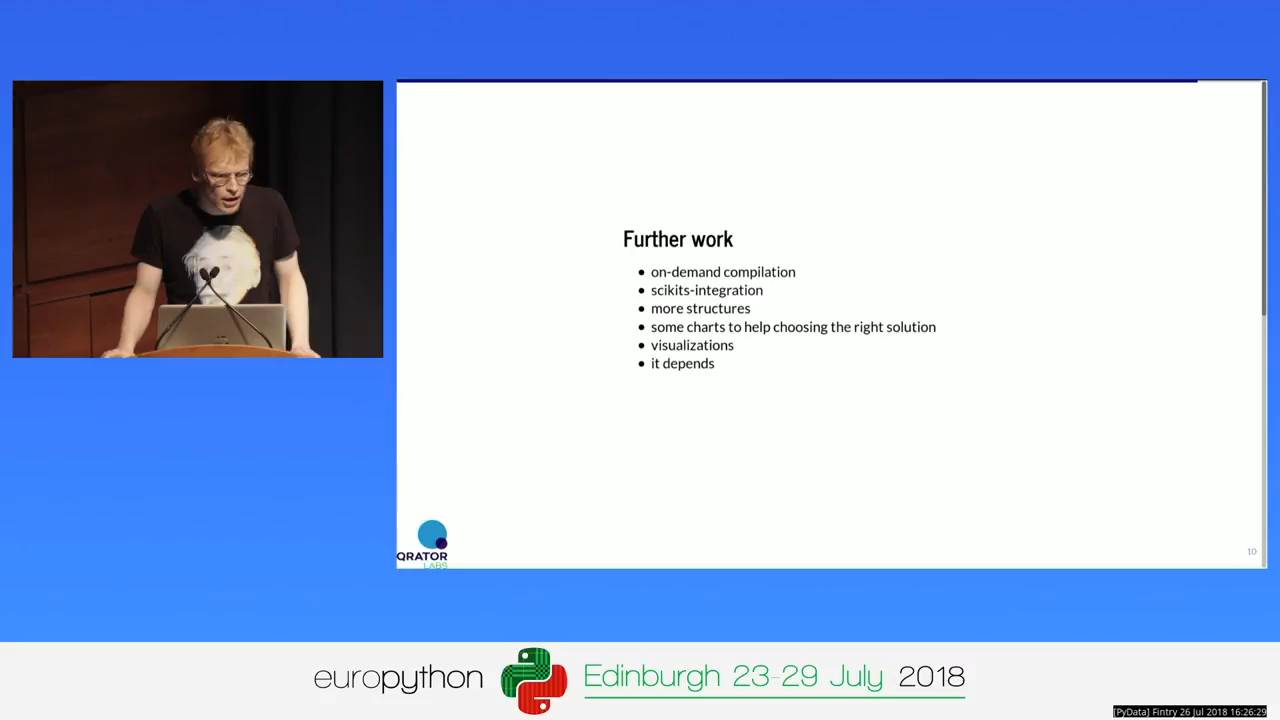 Further work
• on-demand compilation
• scikits-integration
• more structures
• some charts to help choosing the right solution
• visualizations
• it depends
QRATOR
LABS
10
europython Edinburgh 23-29 July 2018
[PyData] Fintry 26 Jul 2018 16:26:29